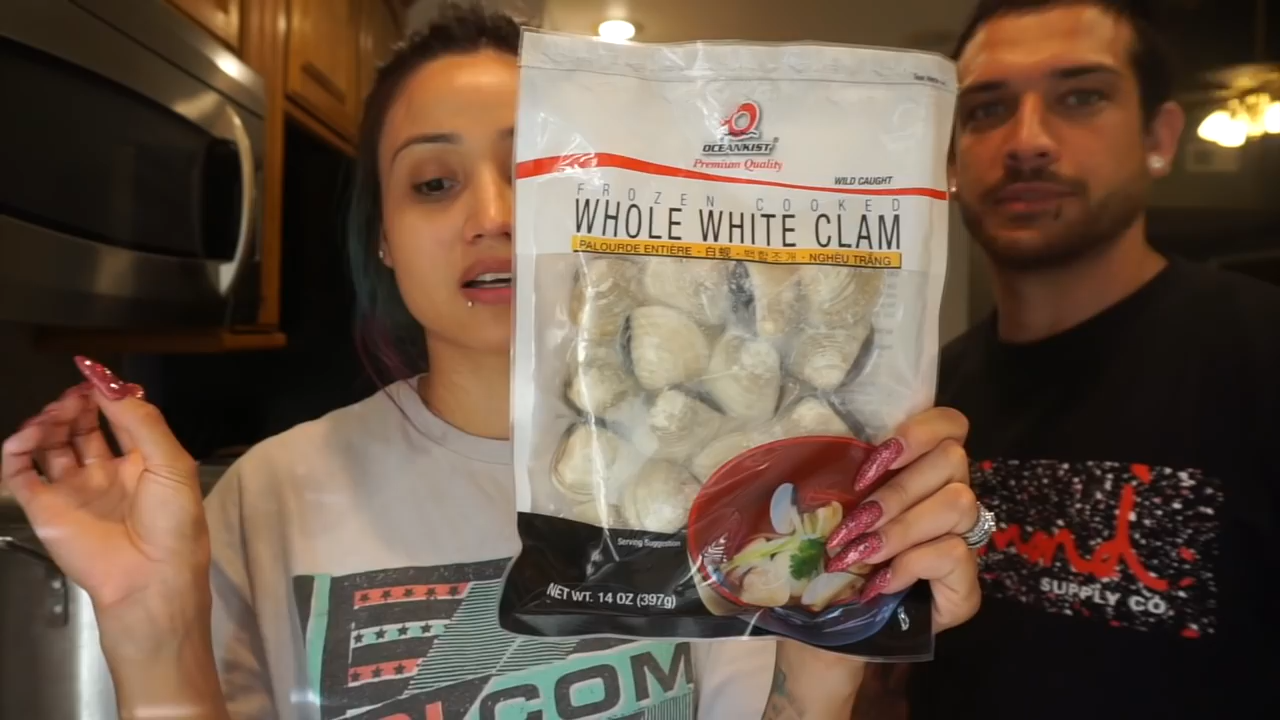 OCEANKIST
Premium Quality
WILD CAUGHT
FROZEN COOKED
WHOLE WHITE CLAM
PALOURDE ENTIÈRE - 白蚬 - 백합조개 - NGHÊU TRẮNG
Serving Suggestion
NET WT. 14 OZ (397g)
COM
SUPPLY CO